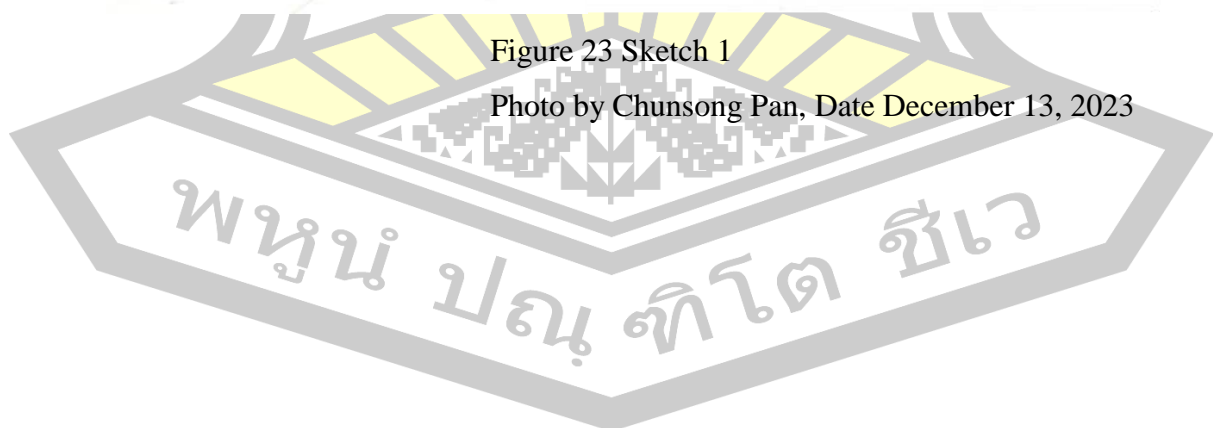 Figure 23 Sketch 1
Photo by Chunsong Pan, Date December 13, 2023
พหูนํ ปณฺฑิโต ชีเว